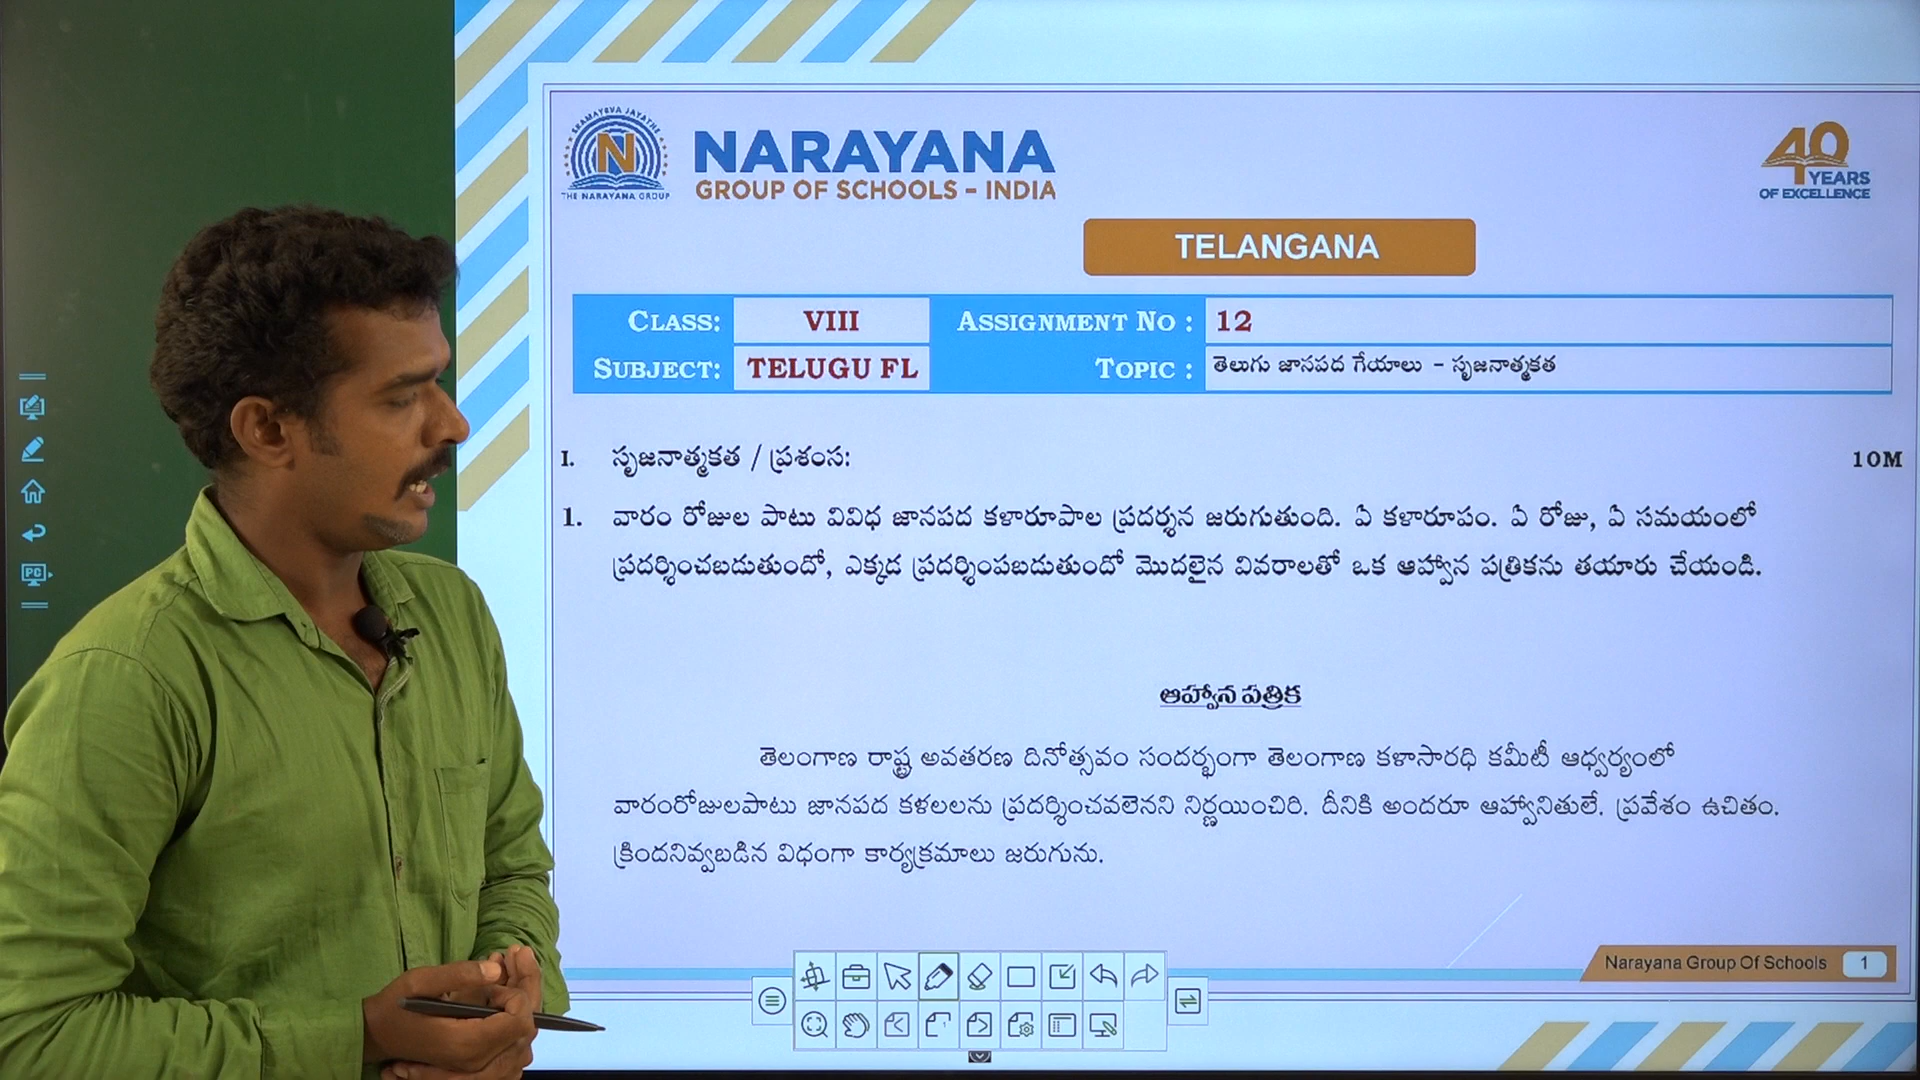 SRAMAYEVA JAYATHE
N
THE NARAYANA GROUP
NARAYANA
GROUP OF SCHOOLS - INDIA
40
YEARS
OF EXCELLENCE
TELANGANA
CLASS: VIII ASSIGNMENT NO : 12
SUBJECT: TELUGU FL TOPIC : తెలుగు జానపద గేయాలు - సృజనాత్మకత
I. సృజనాత్మకత / ప్రశంస: 10M
1. వారం రోజుల పాటు వివిధ జానపద కళారూపాల ప్రదర్శన జరుగుతుంది. ఏ కళారూపం. ఏ రోజు, ఏ సమయంలో
ప్రదర్శించబడుతుందో, ఎక్కడ ప్రదర్శింపబడుతుందో మొదలైన వివరాలతో ఒక ఆహ్వాన పత్రికను తయారు చేయండి.
ఆహ్వాన పత్రిక
తెలంగాణ రాష్ట్ర అవతరణ దినోత్సవం సందర్భంగా తెలంగాణ కళాసారధి కమీటీ ఆధ్వర్యంలో
వారంరోజులపాటు జానపద కళలలను ప్రదర్శించవలెనని నిర్ణయించిరి. దీనికి అందరూ ఆహ్వానితులే. ప్రవేశం ఉచితం.
క్రిందనివ్వబడిన విధంగా కార్యక్రమాలు జరుగును.
Narayana Group Of Schools 1
PC